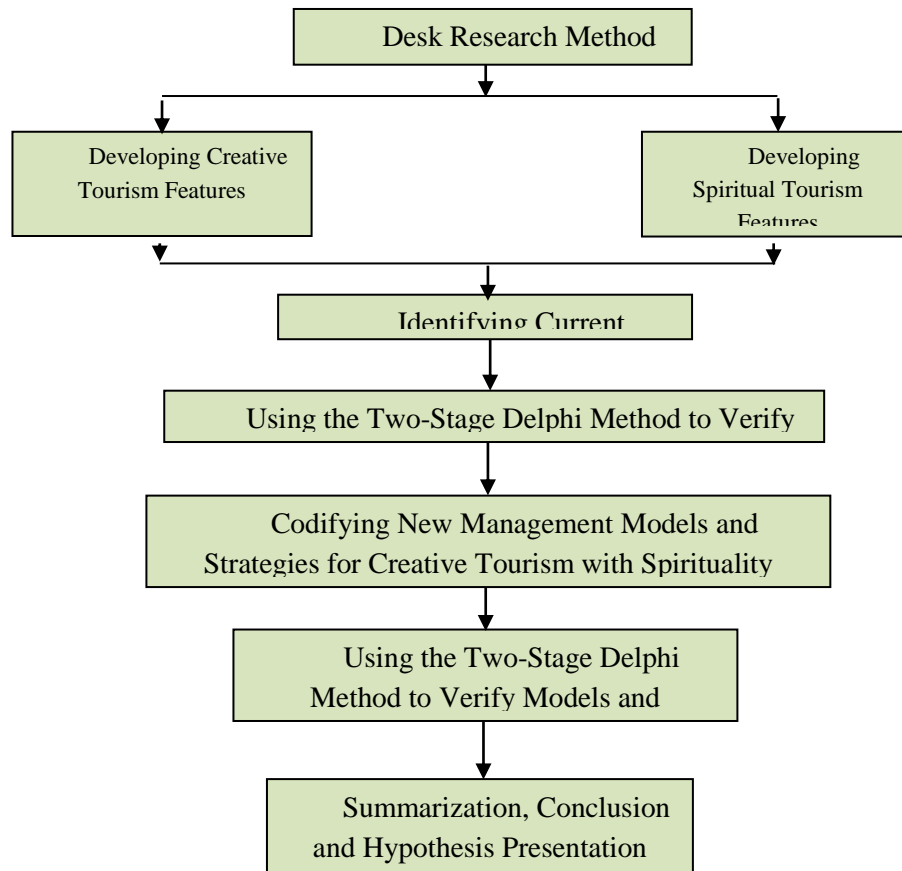 Desk Research Method
Developing Creative
Tourism Features
Developing
Spiritual Tourism
Features
Identifying Current
Using the Two-Stage Delphi Method to Verify
Codifying New Management Models and
Strategies for Creative Tourism with Spirituality
Using the Two-Stage Delphi
Method to Verify Models and
Summarization, Conclusion
and Hypothesis Presentation